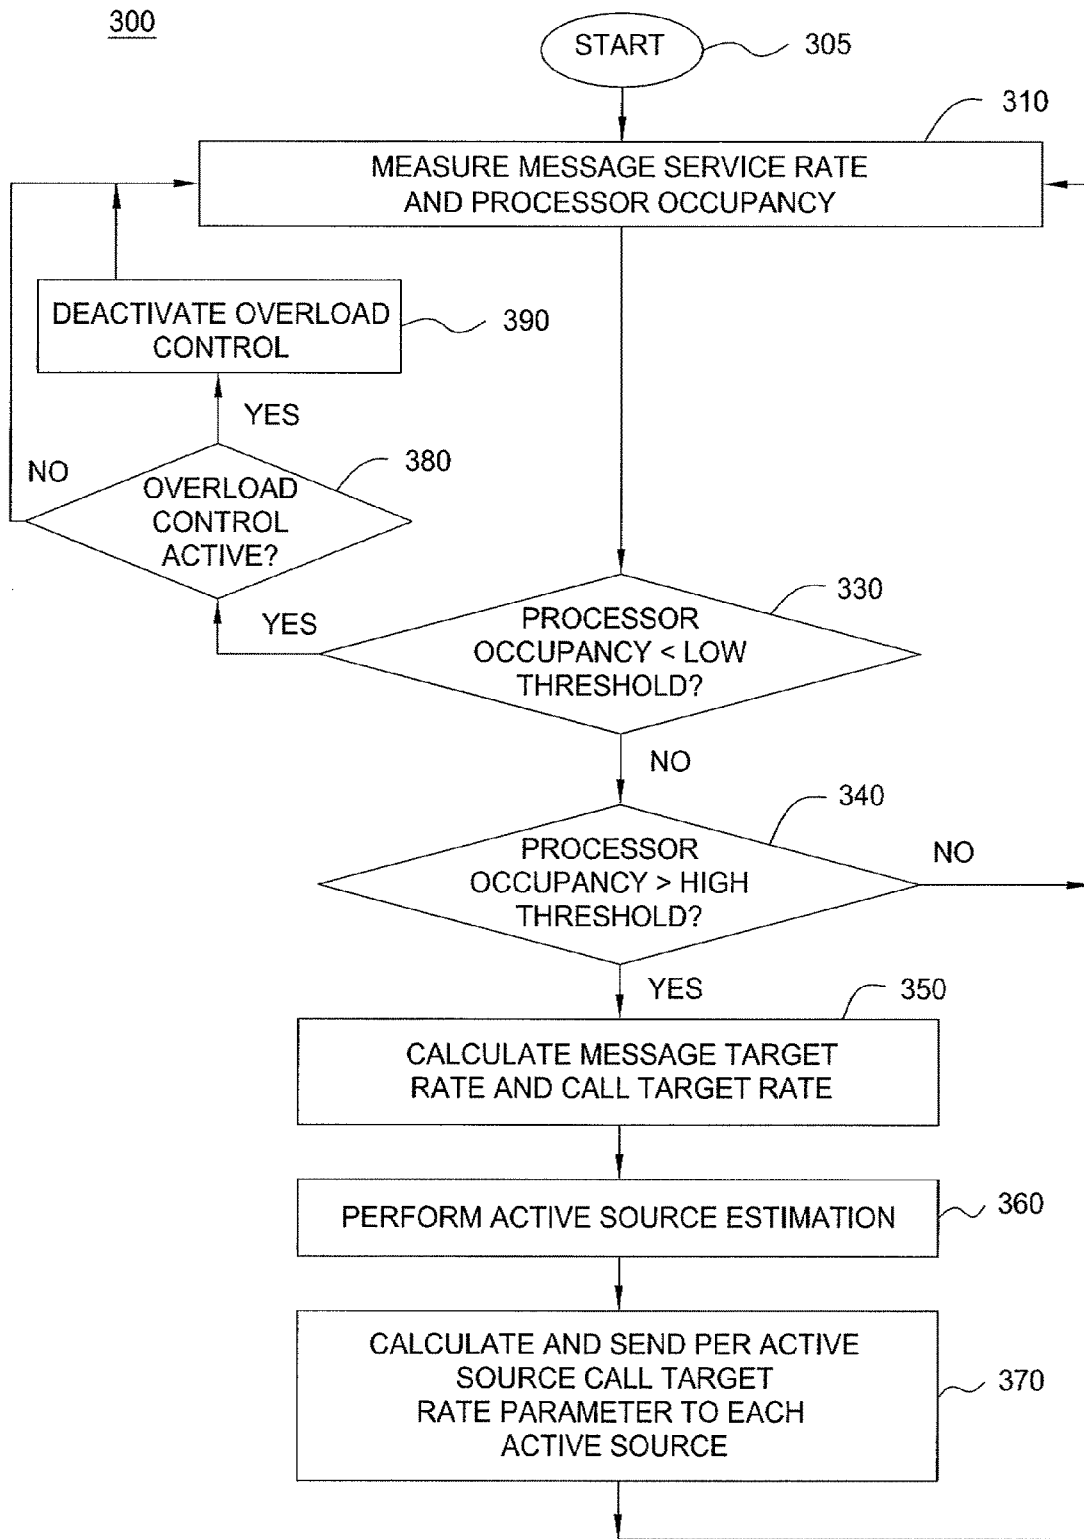 300
START
305
310
MEASURE MESSAGE SERVICE RATE
AND PROCESSOR OCCUPANCY
DEACTIVATE OVERLOAD
CONTROL
390
YES
NO
380
OVERLOAD
CONTROL
ACTIVE?
330
YES
PROCESSOR
OCCUPANCY < LOW
THRESHOLD?
NO
340
PROCESSOR
OCCUPANCY > HIGH
THRESHOLD?
NO
YES
350
CALCULATE MESSAGE TARGET
RATE AND CALL TARGET RATE
PERFORM ACTIVE SOURCE ESTIMATION
360
CALCULATE AND SEND PER ACTIVE
SOURCE CALL TARGET
RATE PARAMETER TO EACH
ACTIVE SOURCE
370